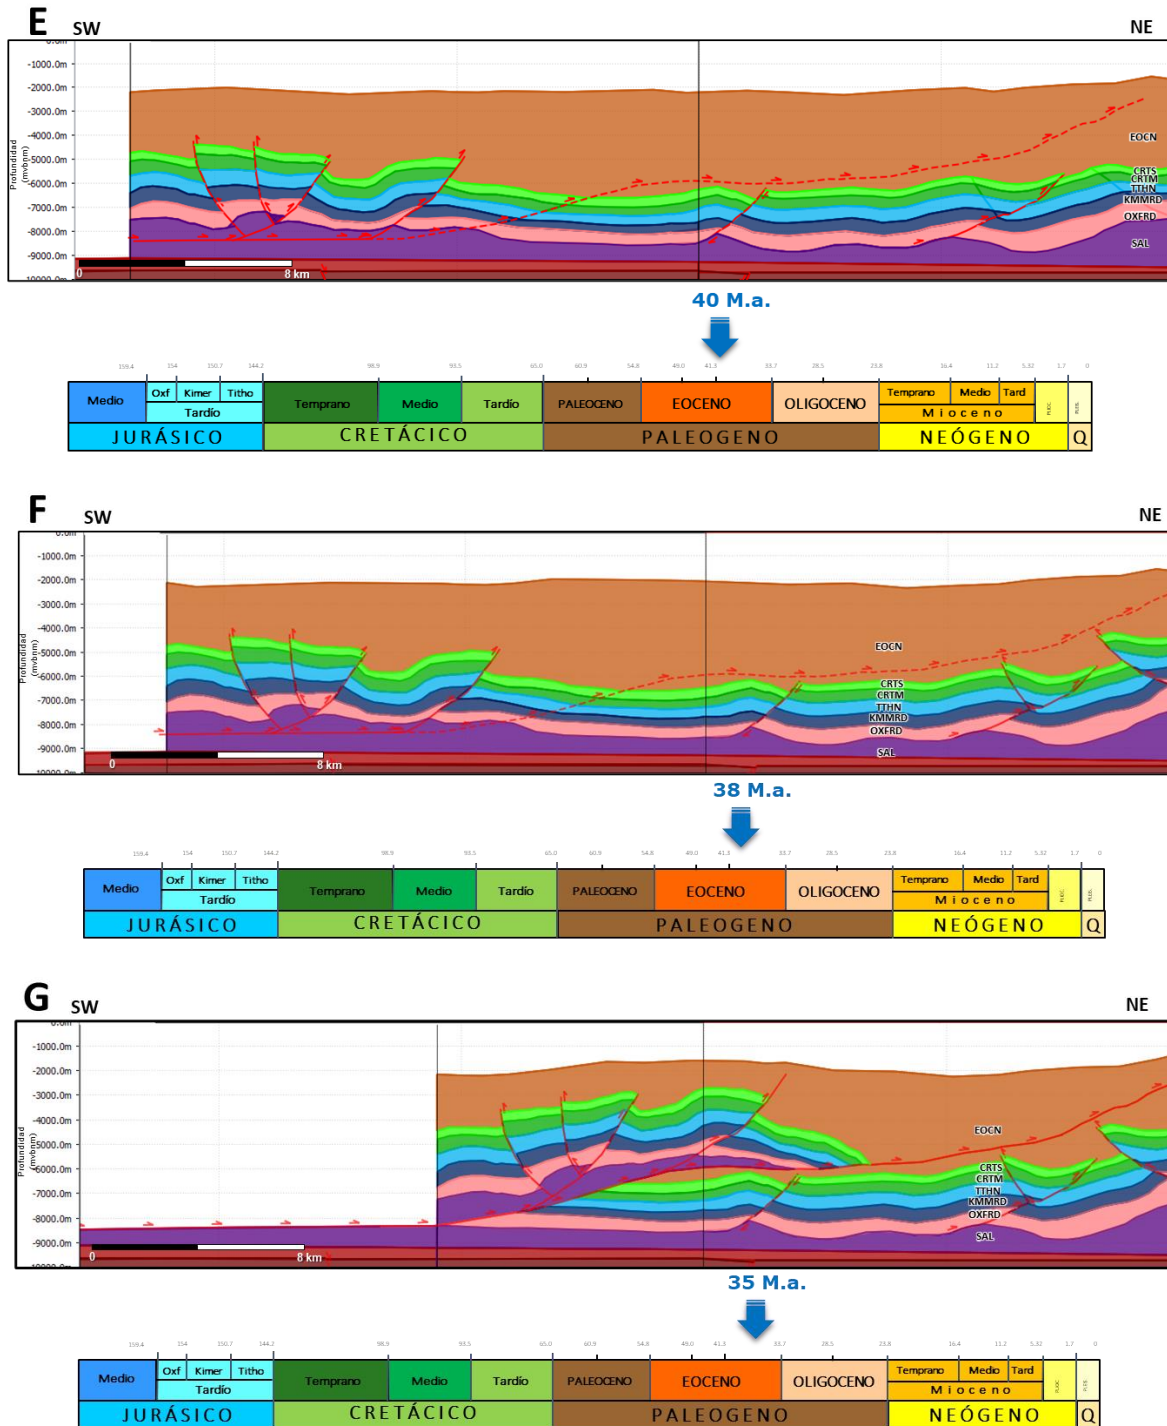 E SW NE
0.0m
-1000.0m
-2000.0m
-3000.0m
-4000.0m
-5000.0m
-6000.0m
-7000.0m
-8000.0m
-9000.0m
-10000.0m
Profundidad
(mvbnm)
EOCN
CRTS
CRTM
TTHN
KMMRD
OXFRD
SAL
0 8 km
40 M.a.
159.4 154 150.7 144.2 98.9 93.5 65.0 60.9 54.8 49.0 41.3 33.7 28.5 23.8 16.4 11.2 5.32 1.7 0
Medio Oxf Kimer Titho Temprano Medio Tardío PALEOCENO EOCENO OLIGOCENO Temprano Medio Tard
Tardío Mioceno
JURÁSICO CRETÁCICO PALEOGENO NEÓGENO Q
F SW NE
0.0m
-1000.0m
-2000.0m
-3000.0m
-4000.0m
-5000.0m
-6000.0m
-7000.0m
-8000.0m
-9000.0m
-10000.0m
Profundidad
(mvbnm)
EOCN
CRTS
CRTM
TTHN
KMMRD
OXFRD
SAL
0 8 km
38 M.a.
159.4 154 150.7 144.2 98.9 93.5 65.0 60.9 54.8 49.0 41.3 33.7 28.5 23.8 16.4 11.2 5.32 1.7 0
Medio Oxf Kimer Titho Temprano Medio Tardío PALEOCENO EOCENO OLIGOCENO Temprano Medio Tard
Tardío Mioceno
JURÁSICO CRETÁCICO PALEOGENO NEÓGENO Q
G SW NE
0.0m
-1000.0m
-2000.0m
-3000.0m
-4000.0m
-5000.0m
-6000.0m
-7000.0m
-8000.0m
-9000.0m
-10000.0m
Profundidad
(mvbnm)
EOCN
CRTS
CRTM
TTHN
KMMRD
OXFRD
SAL
0 8 km
35 M.a.
159.4 154 150.7 144.2 98.9 93.5 65.0 60.9 54.8 49.0 41.3 33.7 28.5 23.8 16.4 11.2 5.32 1.7 0
Medio Oxf Kimer Titho Temprano Medio Tardío PALEOCENO EOCENO OLIGOCENO Temprano Medio Tard
Tardío Mioceno
JURÁSICO CRETÁCICO PALEOGENO NEÓGENO Q